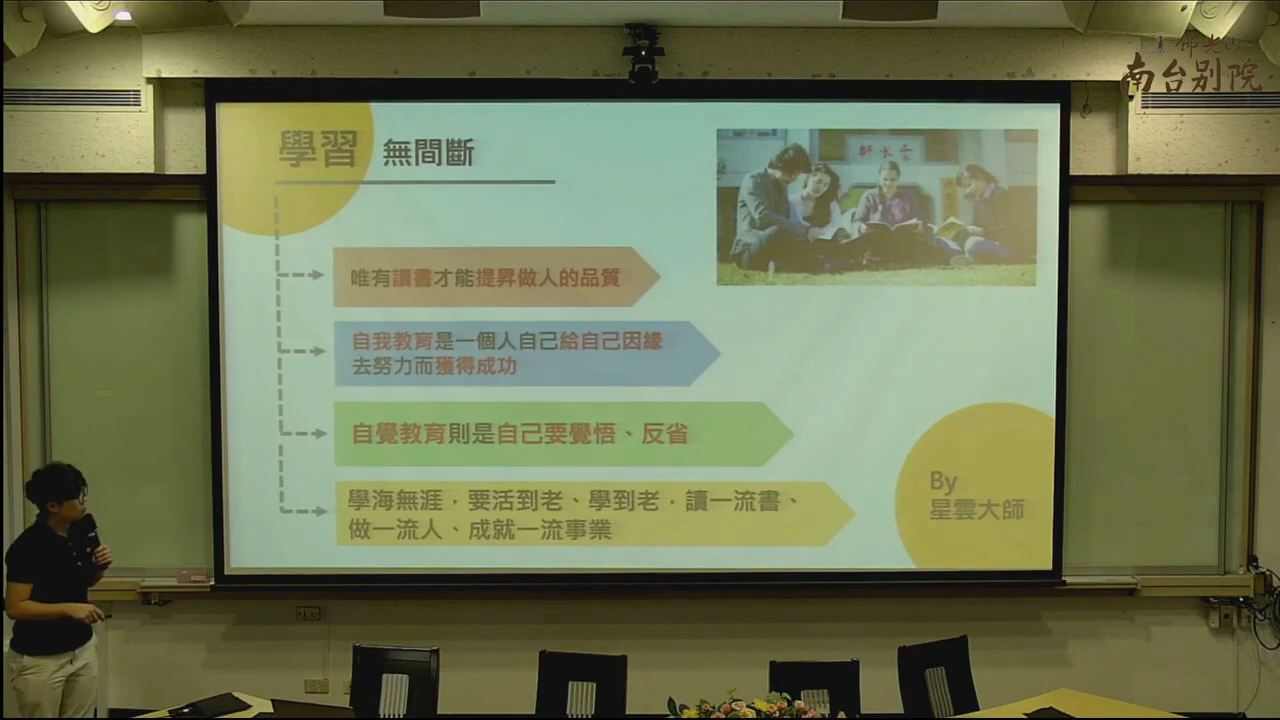 佛光山
南台别院
學習 無間斷
唯有讀書才能提昇做人的品質
自我教育是一個人自己給自己因緣
去努力而獲得成功
自覺教育則是自己要覺悟、反省
學海無涯，要活到老、學到老，讀一流書、
做一流人、成就一流事業
By
星雲大師